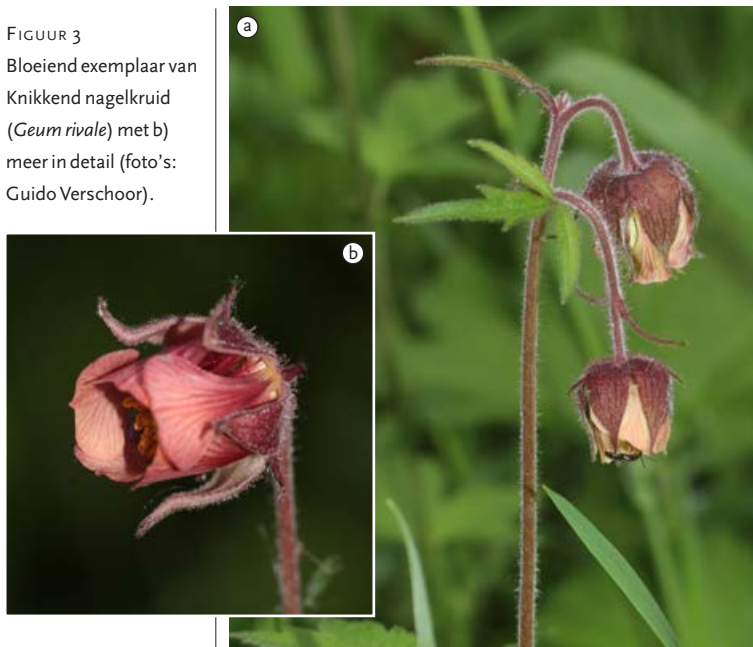 FIGUUR 3
Bloeiend exemplaar van
Knikkend nagelkruid
(Geum rivale) met b)
meer in detail (foto's:
Guido Verschoor).
a
b